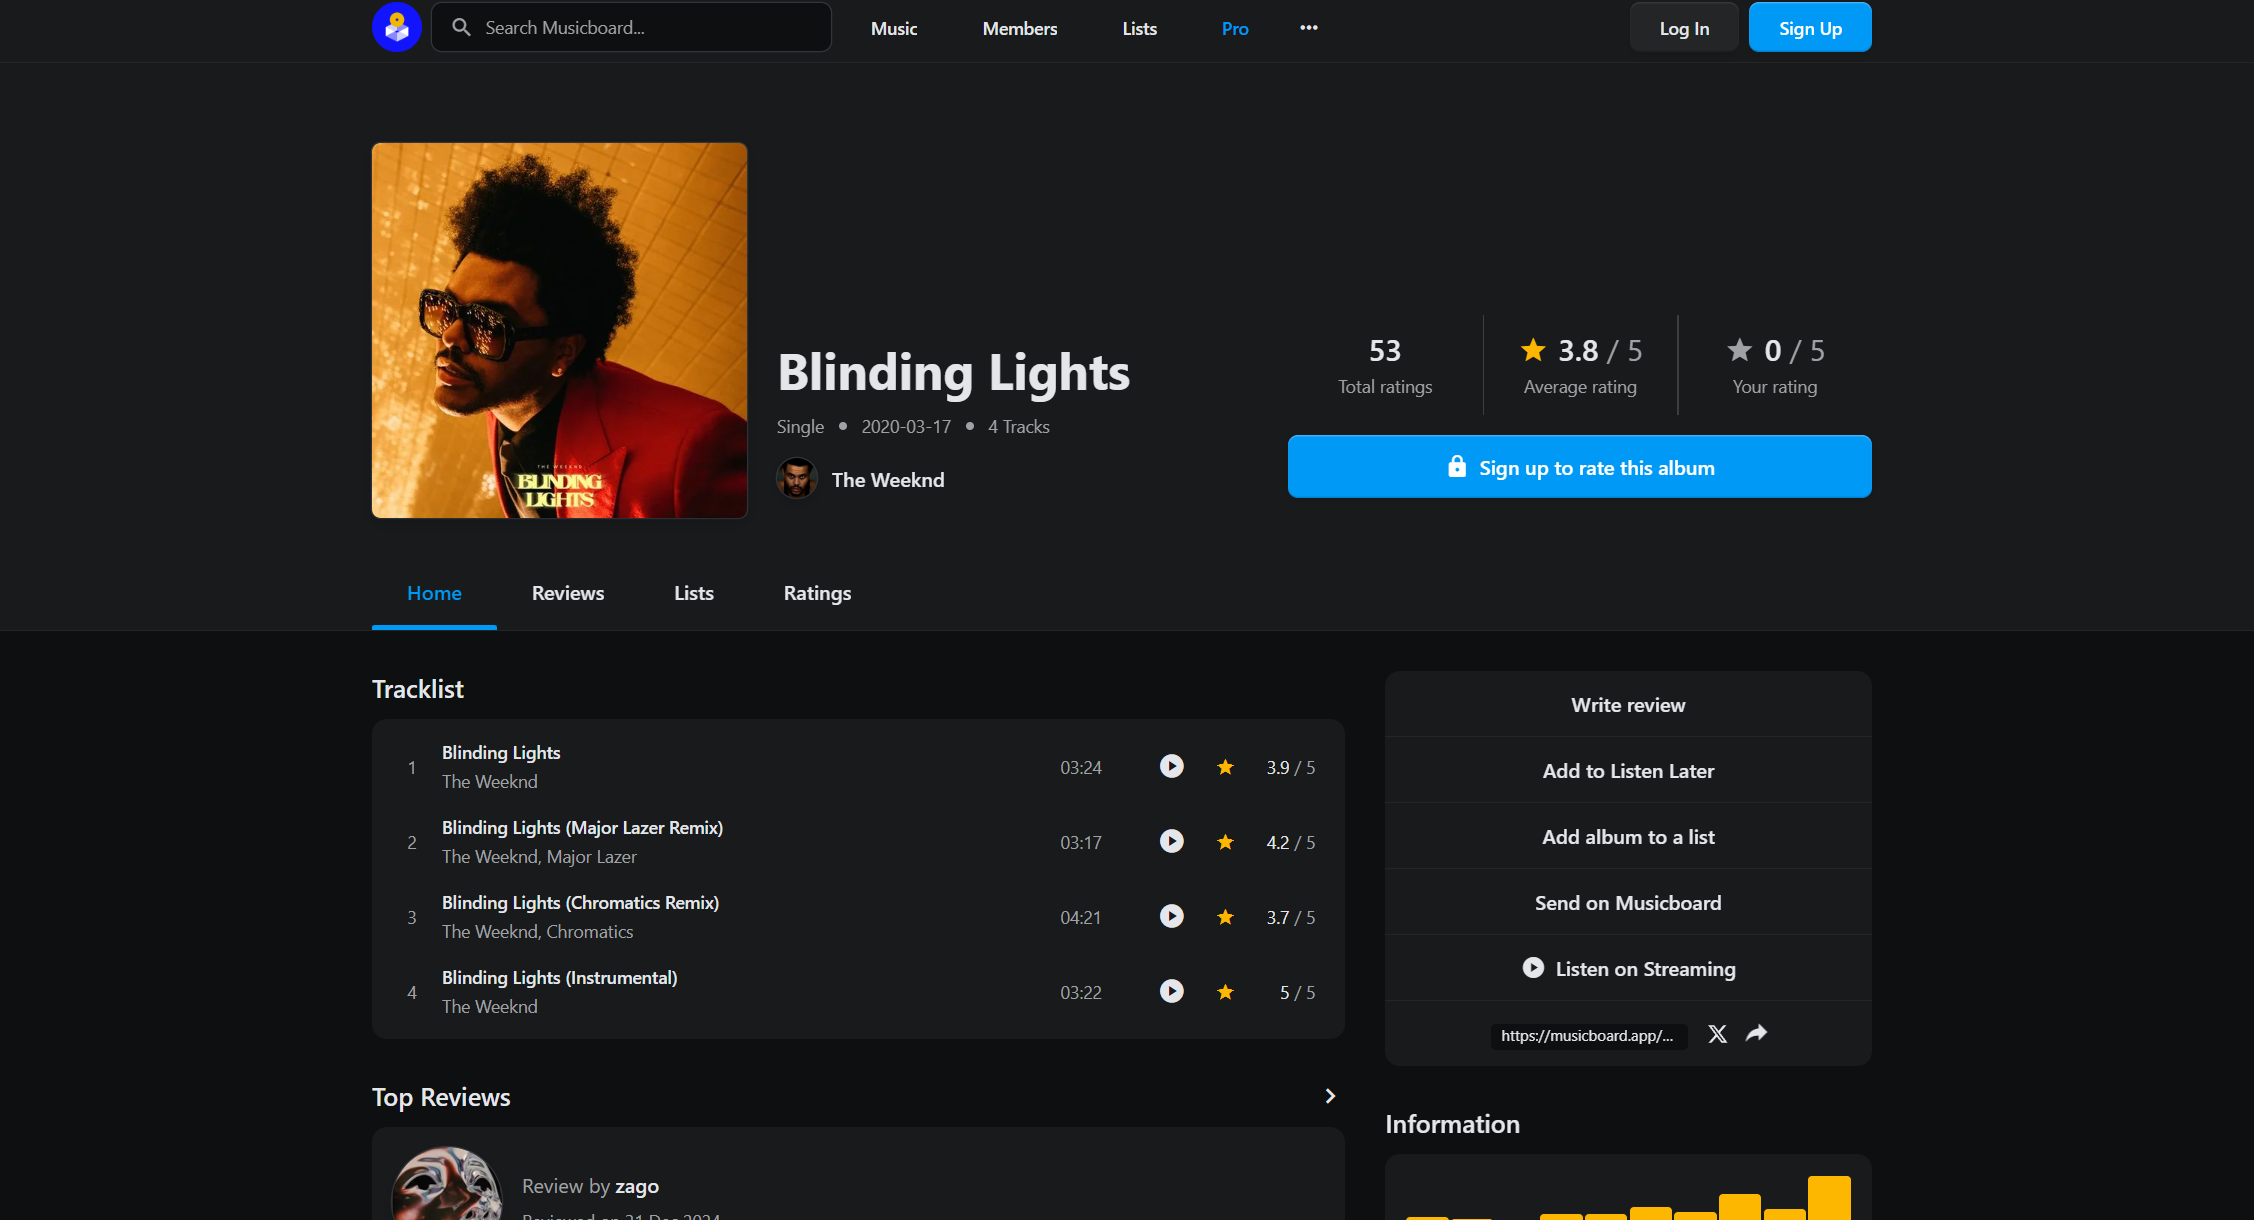 Search Musicboard...
Music
Members
Lists
Pro
Log In
Sign Up
THE WEEKND
BLINDING
LIGHTS
Blinding Lights
Single • 2020-03-17 • 4 Tracks
The Weeknd
53
Total ratings
3.8 / 5
Average rating
0 / 5
Your rating
Sign up to rate this album
Home
Reviews
Lists
Ratings
Tracklist
1
Blinding Lights
The Weeknd
03:24
3.9 / 5
2
Blinding Lights (Major Lazer Remix)
The Weeknd, Major Lazer
03:17
4.2 / 5
3
Blinding Lights (Chromatics Remix)
The Weeknd, Chromatics
04:21
3.7 / 5
4
Blinding Lights (Instrumental)
The Weeknd
03:22
5 / 5
Write review
Add to Listen Later
Add album to a list
Send on Musicboard
Listen on Streaming
https://musicboard.app/...
Top Reviews
Review by zago
Reviewed on 31 Dec 2024
Information